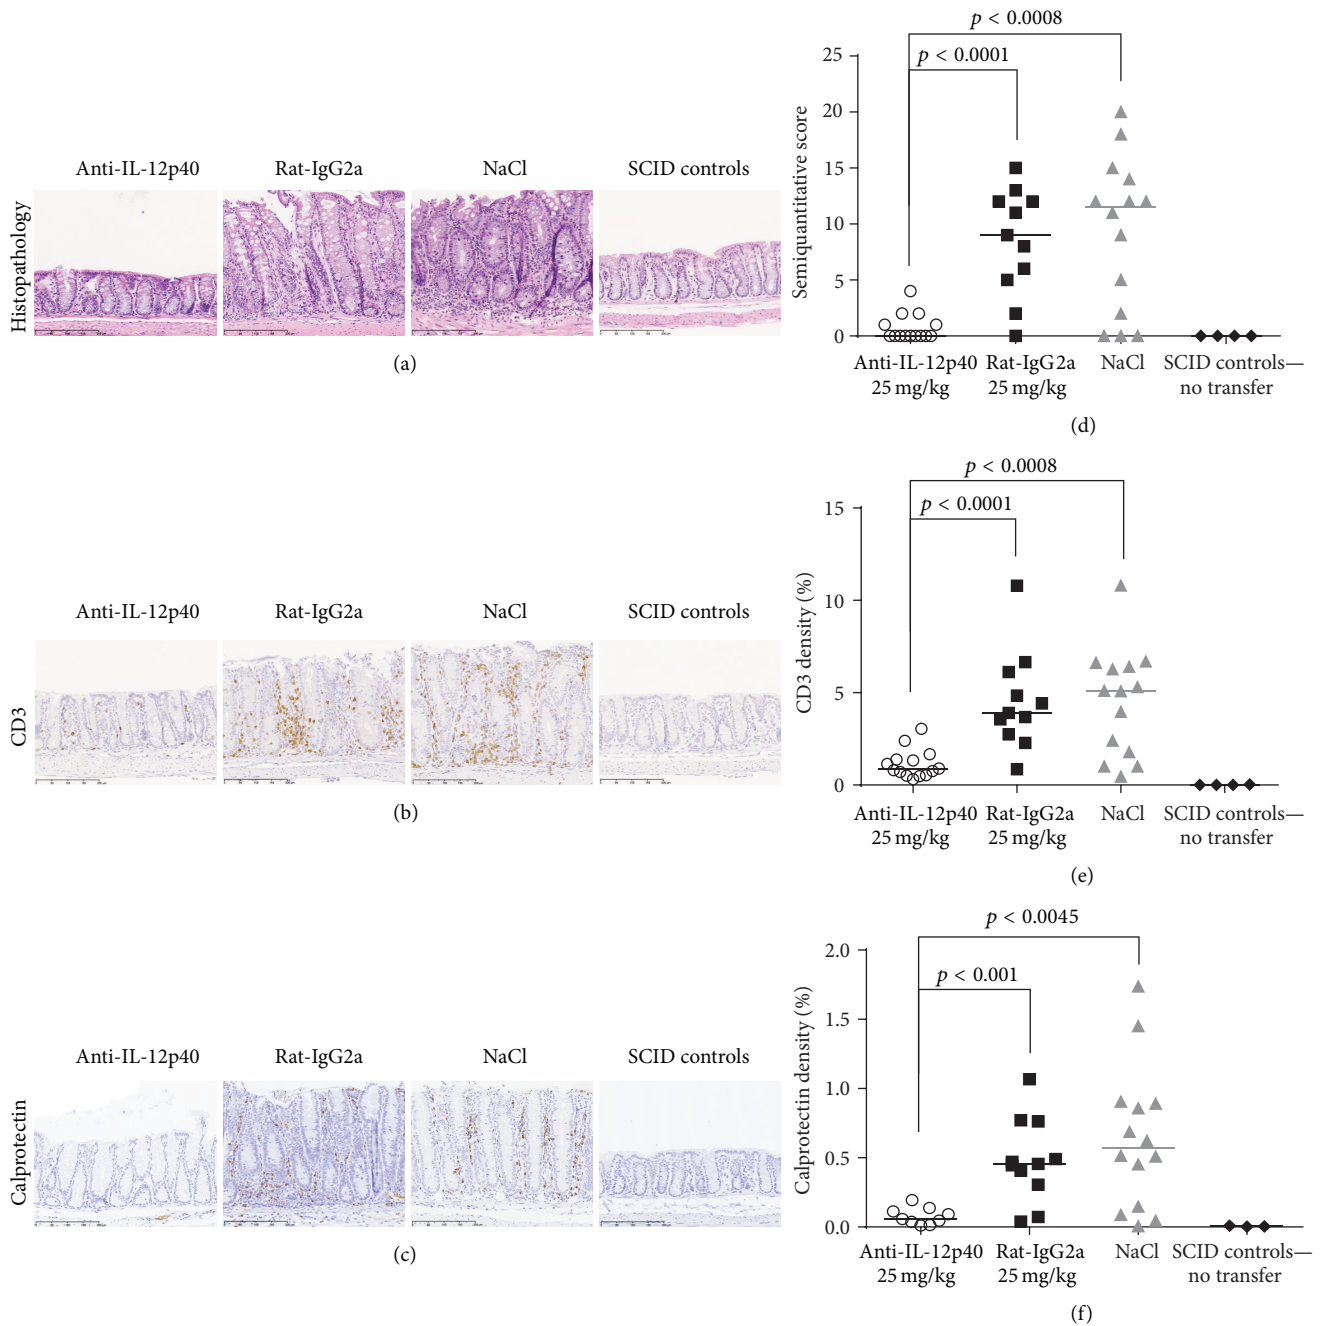 Anti-IL-12p40 Rat-IgG2a NaCl SCID controls
Histopathology
(a)
p < 0.0008
p < 0.0001
Semiquantitative score
25
20
15
10
5
0
Anti-IL-12p40 Rat-IgG2a NaCl SCID controls—
25 mg/kg 25 mg/kg no transfer
(d)
Anti-IL-12p40 Rat-IgG2a NaCl SCID controls
CD3
(b)
p < 0.0008
p < 0.0001
CD3 density (%)
15
10
5
0
Anti-IL-12p40 Rat-IgG2a NaCl SCID controls—
25 mg/kg 25 mg/kg no transfer
(e)
Anti-IL-12p40 Rat-IgG2a NaCl SCID controls
Calprotectin
(c)
p < 0.0045
p < 0.001
Calprotectin density (%)
2.0
1.5
1.0
0.5
0.0
Anti-IL-12p40 Rat-IgG2a NaCl SCID controls—
25 mg/kg 25 mg/kg no transfer
(f)